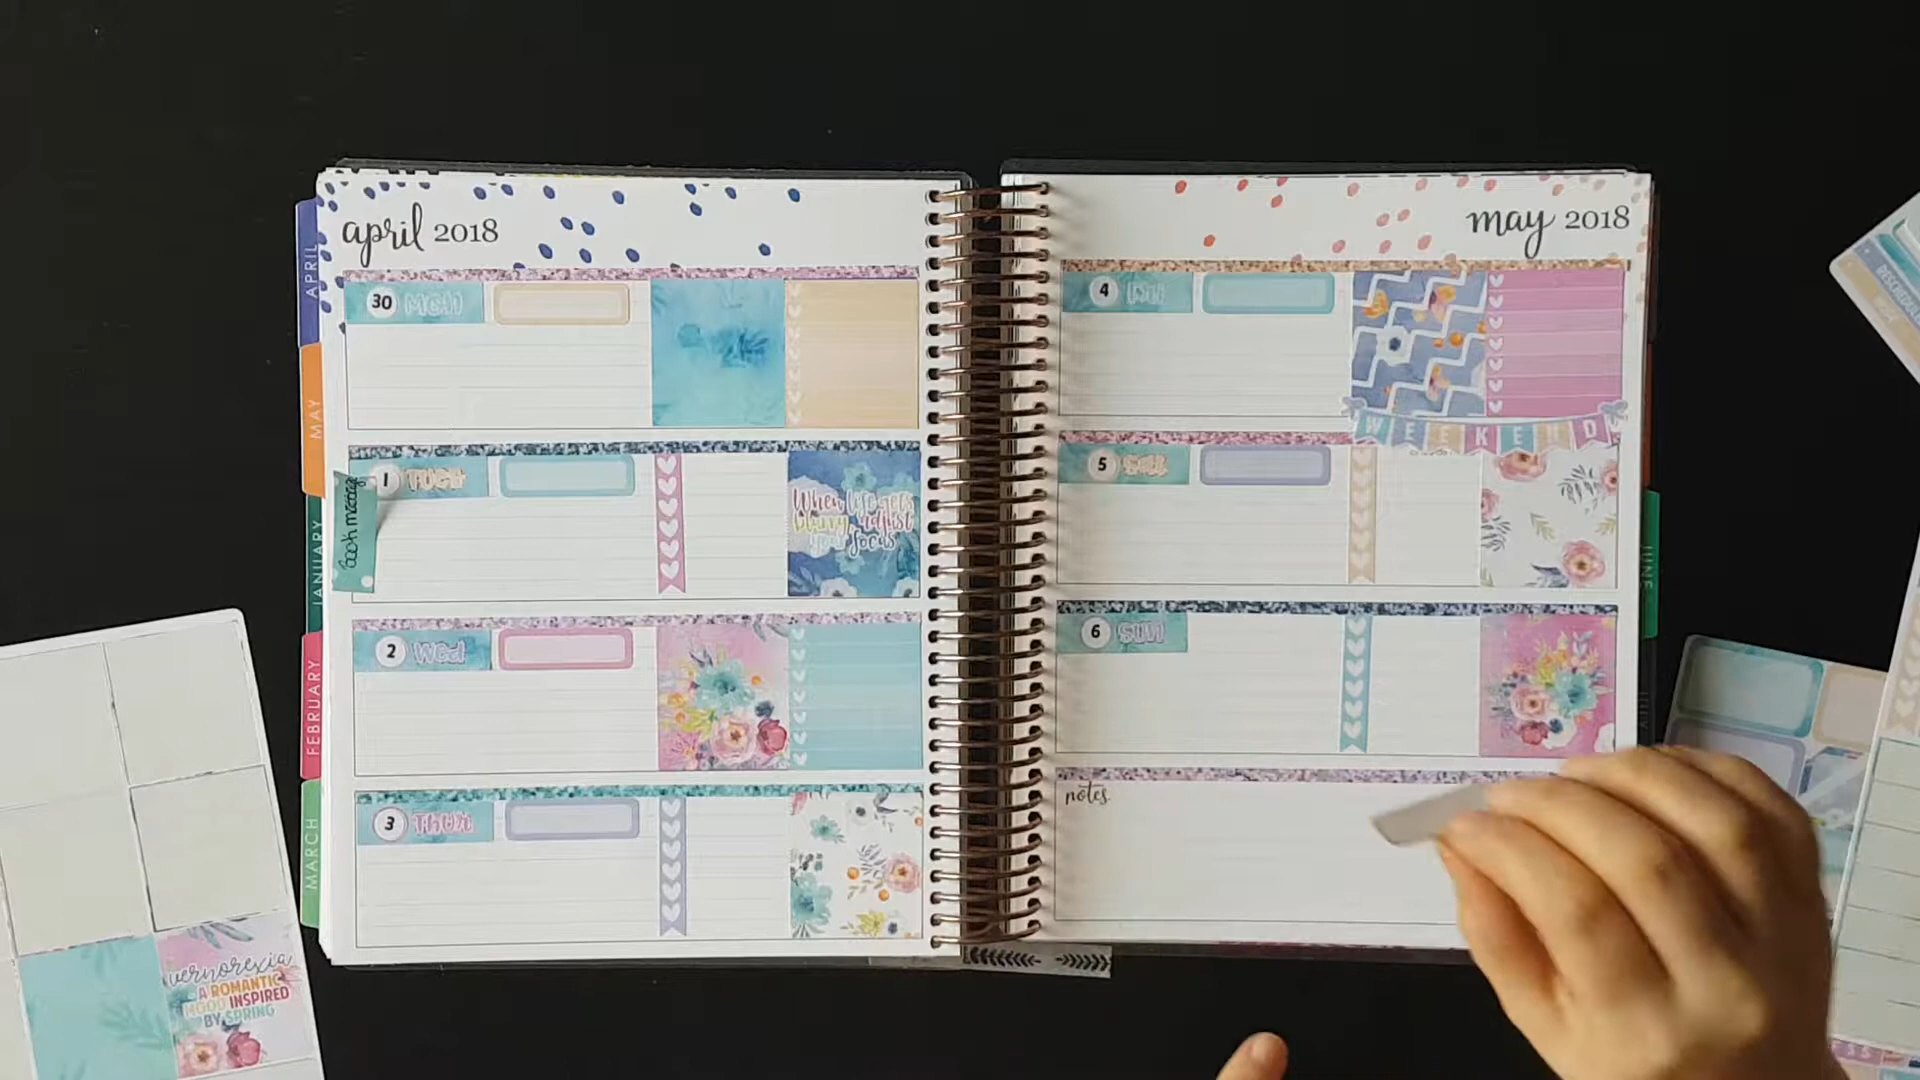 april 2018
may 2018
30 Mon
1 Tues
When life gets
blurry, adjust
your focus
2 Wed
3 Thur
4 Fri
WEEKEND
5 Sat
6 Sun
notes
APRIL
MAY
JANUARY
FEBRUARY
MARCH
JUNE
vernorexia
- A ROMANTIC
MOOD INSPIRED
BY SPRING